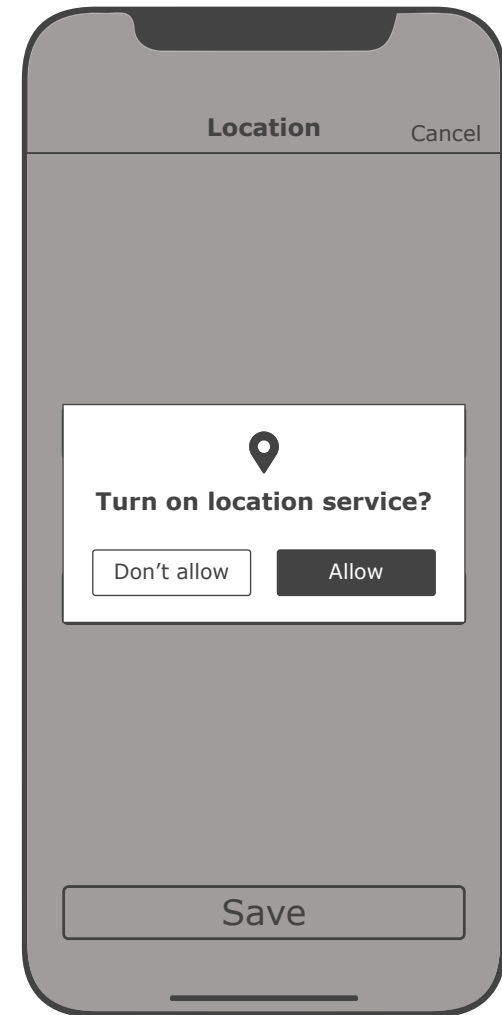 Location
Cancel
Turn on location service?
Don’t allow
Allow
Save